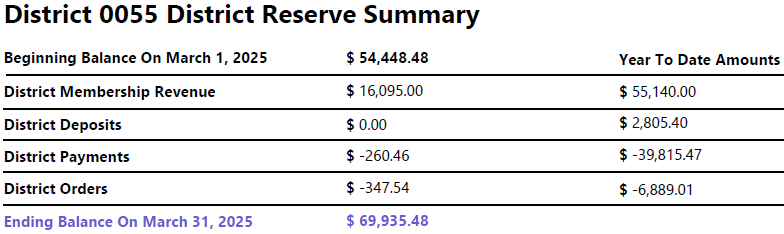 District 0055 District Reserve Summary
Beginning Balance On March 1, 2025 $ 54,448.48 Year To Date Amounts
District Membership Revenue $ 16,095.00 $ 55,140.00
District Deposits $ 0.00 $ 2,805.40
District Payments $ -260.46 $ -39,815.47
District Orders $ -347.54 $ -6,889.01
Ending Balance On March 31, 2025 $ 69,935.48